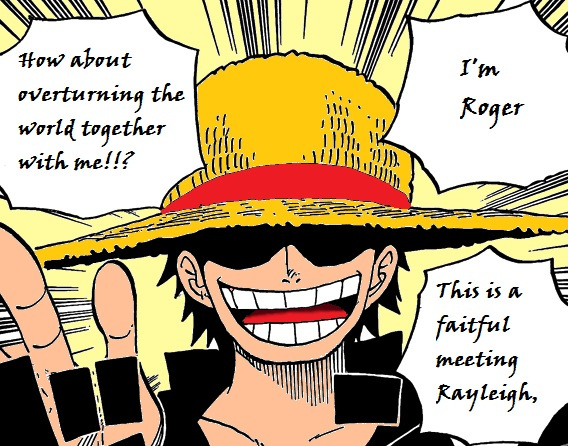 I'm
Roger
This is a
faitful
meeting
Rayleigh,
How about
overturning the
world together
with me!!?